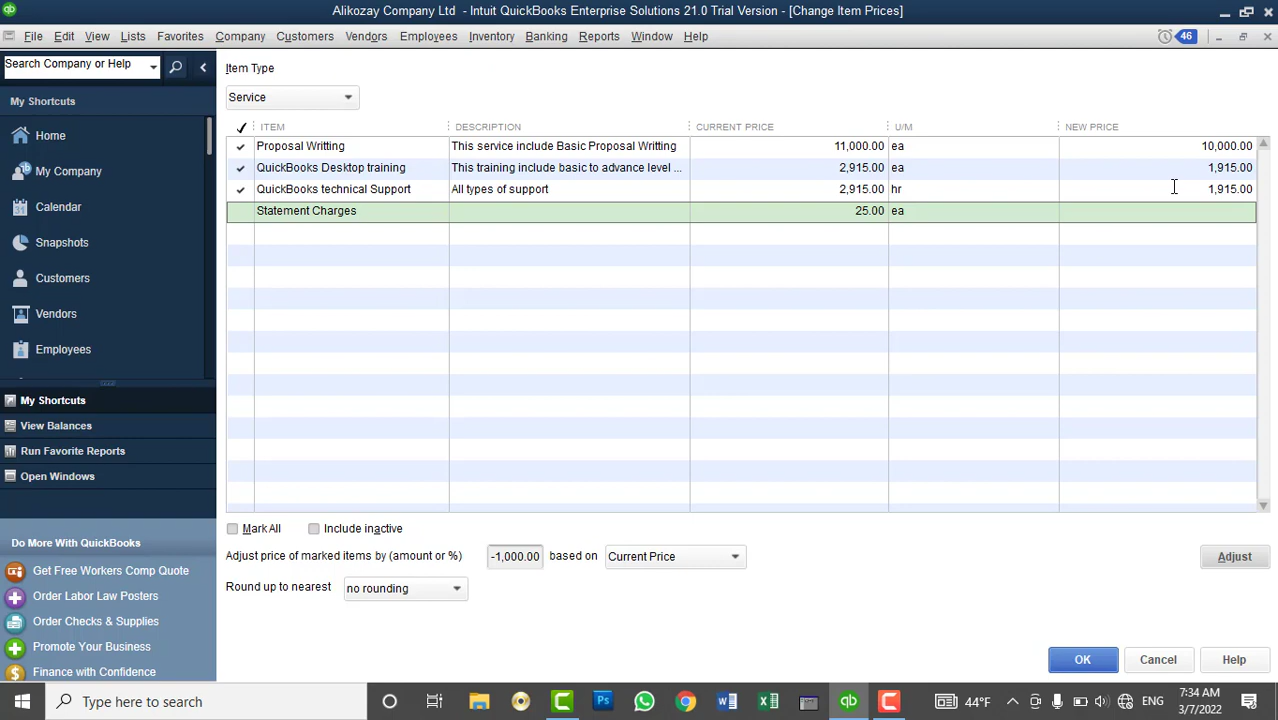 Alikozay Company Ltd - Intuit QuickBooks Enterprise Solutions 21.0 Trial Version - [Change Item Prices]
File Edit View Lists Favorites Company Customers Vendors Employees Inventory Banking Reports Window Help 46
Search Company or Help
My Shortcuts
Home
My Company
Calendar
Snapshots
Customers
Vendors
Employees
My Shortcuts
View Balances
Run Favorite Reports
Open Windows
Do More With QuickBooks
Get Free Workers Comp Quote
Order Labor Law Posters
Order Checks & Supplies
Promote Your Business
Finance with Confidence
Item Type
Service
ITEM DESCRIPTION CURRENT PRICE U/M NEW PRICE
Proposal Writting This service include Basic Proposal Writting 11,000.00 ea 10,000.00
QuickBooks Desktop training This training include basic to advance level ... 2,915.00 ea 1,915.00
QuickBooks technical Support All types of support 2,915.00 hr 1,915.00
Statement Charges 25.00 ea
Mark All Include inactive
Adjust price of marked items by (amount or %) -1,000.00 based on Current Price Adjust
Round up to nearest no rounding
OK Cancel Help
Type here to search
44°F ENG 7:34 AM
3/7/2022